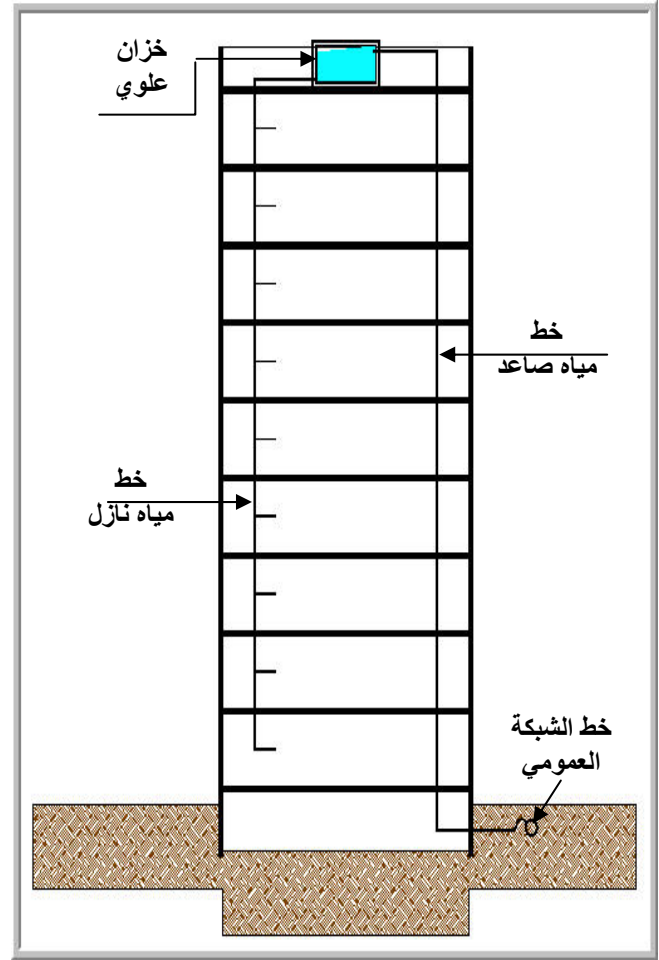 خزان
علوي
خط
مياه صاعد
خط
مياه نازل
خط الشبكة
العمومي